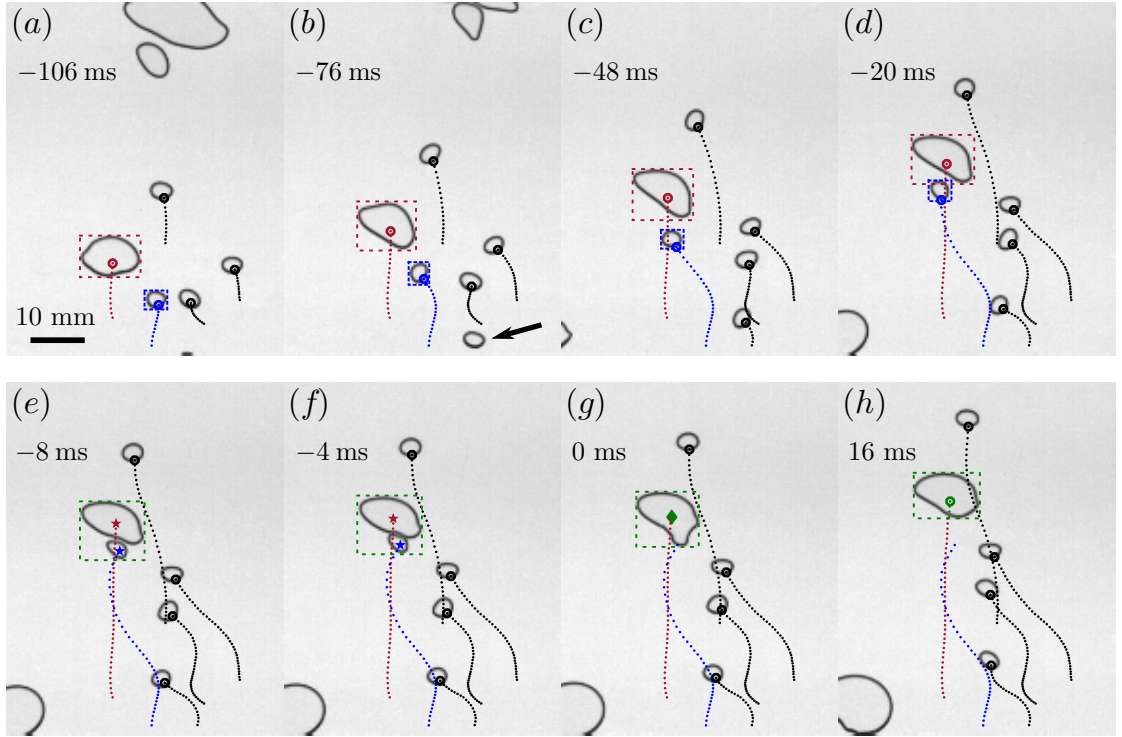 (a)
−106 ms
10 mm
(b)
−76 ms
(c)
−48 ms
(d)
−20 ms
(e)
−8 ms
(f)
−4 ms
(g)
0 ms
(h)
16 ms